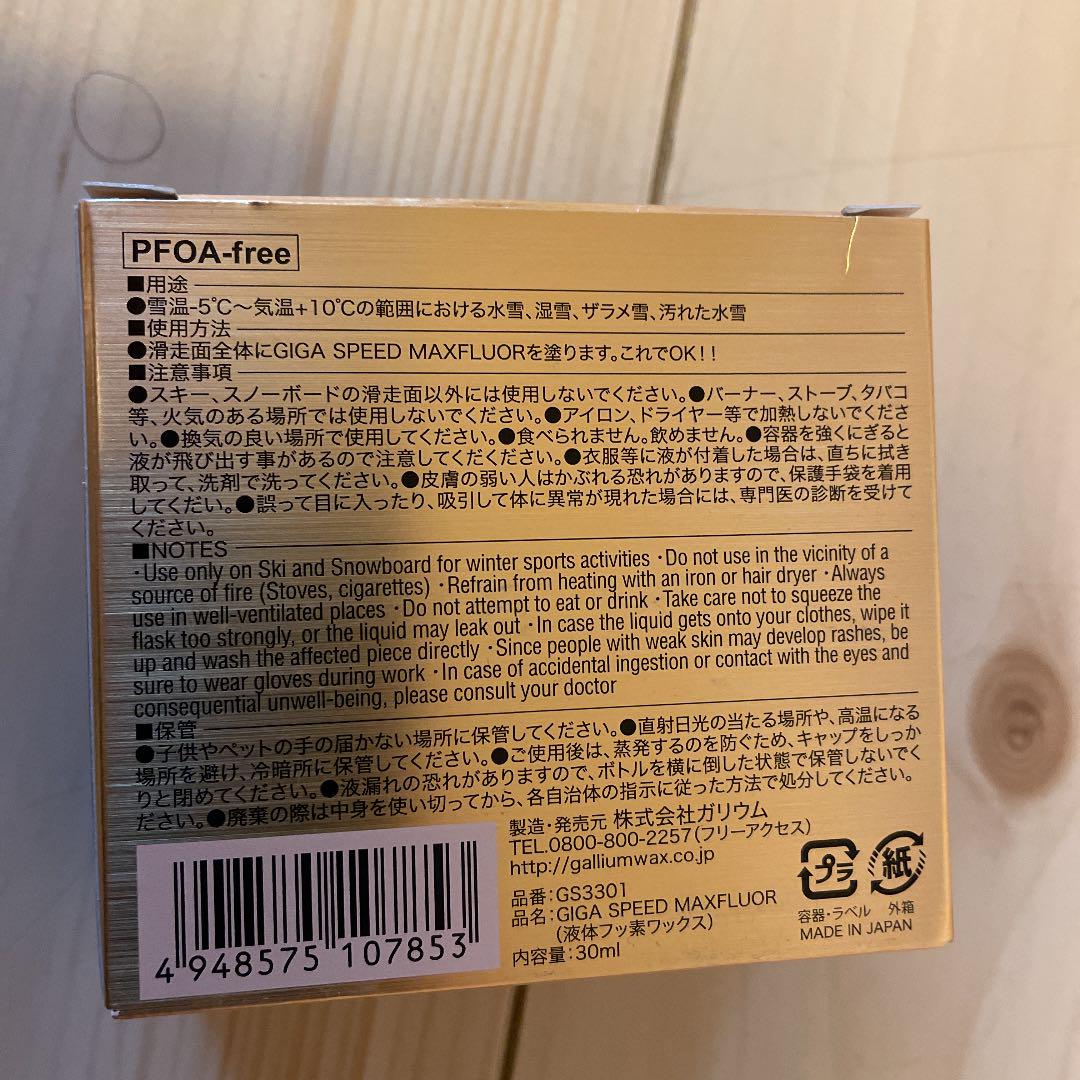 PFOA-free
■用途
●雪温-5℃～気温+10℃の範囲における水雪、湿雪、ザラメ雪、汚れた水雪
■使用方法
●滑走面全体にGIGA SPEED MAXFLUORを塗ります。これでOK!!
■注意事項
●スキー、スノーボードの滑走面以外には使用しないでください。●バーナー、ストーブ、タバコ
等、火気のある場所では使用しないでください。●アイロン、ドライヤー等で加熱しないでくださ
い。●換気の良い場所で使用してください。●食べられません。飲めません。●容器を強くにぎると
液が飛び出す事があるので注意してくだください。●衣服等に液が付着した場合は、直ちに拭き
取って、洗剤で洗ってください。●皮膚の弱い人はかぶれる恐れがありますので、保護手袋を着用
してくだい。●誤って目に入ったり、吸引して体に異常が現れた場合には、専門医の診断を受けて
ください。
■NOTES
・Use only on Ski and Snowboard for winter sports activities ・Do not use in the vicinity of a
source of fire (Stoves, cigarettes) ・Refrain from heating with an iron or hair dryer ・Always
use in well-ventilated places ・Do not attempt to eat or drink ・Take care not to squeeze the
flask too strongly, or the liquid may leak out ・In case the liquid gets onto your clothes, wipe it
up and wash the affected piece directly ・Since people with weak skin may develop rashes, be
sure to wear gloves during work ・In case of accidental ingestion or contact with the eyes and
consequential unwell-being, please consult your doctor
■保管
●子供やペットの手の届かない場所に保管してください。●直射日光の当たる場所や、高温になる
場所を避け、冷暗所に保管してください。●ご使用後は、蒸発するのを防ぐため、キャップをしっか
りと閉めてください。●液漏れの恐れがありますので、ボトルを横に倒した状態で保管しないでく
ださい。●廃棄の際は中身を使い切ってから、各自治体の指示に従った方法で処分してください。
製造・発売元 株式会社ガリウム
TEL.0800-800-2257(フリーアクセス)
http://galliumwax.co.jp
品番:GS3301
品名:GIGA SPEED MAXFLUOR
(液体フッ素ワックス)
内容量:30ml
4 948575 107853
プラ
紙
容器・ラベル 外箱
MADE IN JAPAN